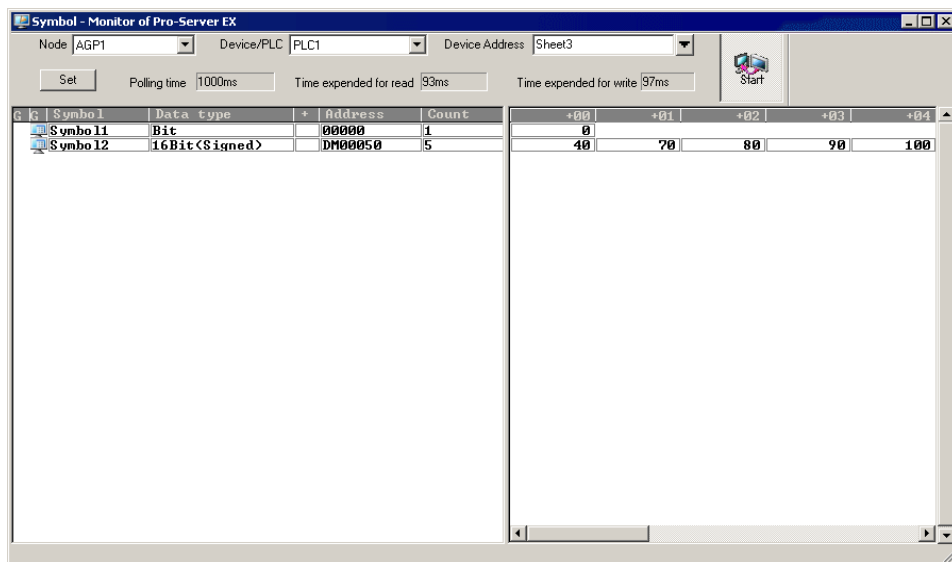 Symbol - Monitor of Pro-Server EX
Node AGP1 Device/PLC PLC1 Device Address Sheet3
Start
Set Polling time 1000ms Time expended for read 93ms Time expended for write 97ms
G G Symbol Data type + Address Count +00 +01 +02 +03 +04
Symbol1 Bit 00000 1 0
Symbol2 16Bit(Signed) DM00050 5 40 70 80 90 100